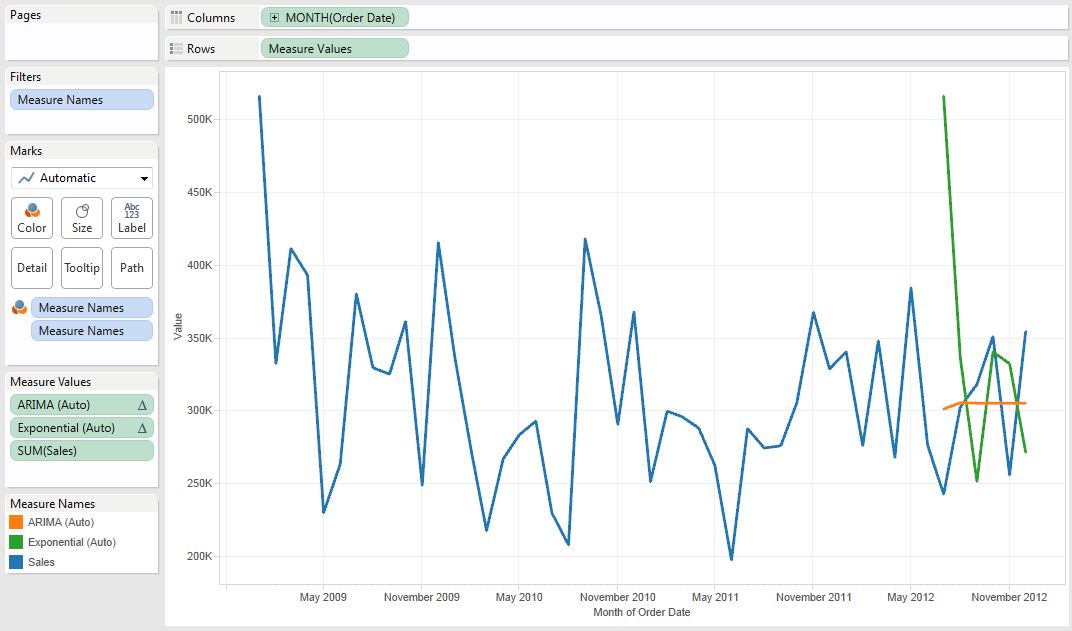 Pages
Columns
MONTH(Order Date)
Rows
Measure Values
Filters
Measure Names
Marks
Automatic
Color
Size
Abc
123
Label
Detail
Tooltip
Path
Measure Names
Measure Names
Measure Values
ARIMA (Auto) Δ
Exponential (Auto) Δ
SUM(Sales)
Measure Names
ARIMA (Auto)
Exponential (Auto)
Sales
Value
500K
450K
400K
350K
300K
250K
200K
May 2009 November 2009 May 2010 November 2010 May 2011 November 2011 May 2012 November 2012
Month of Order Date